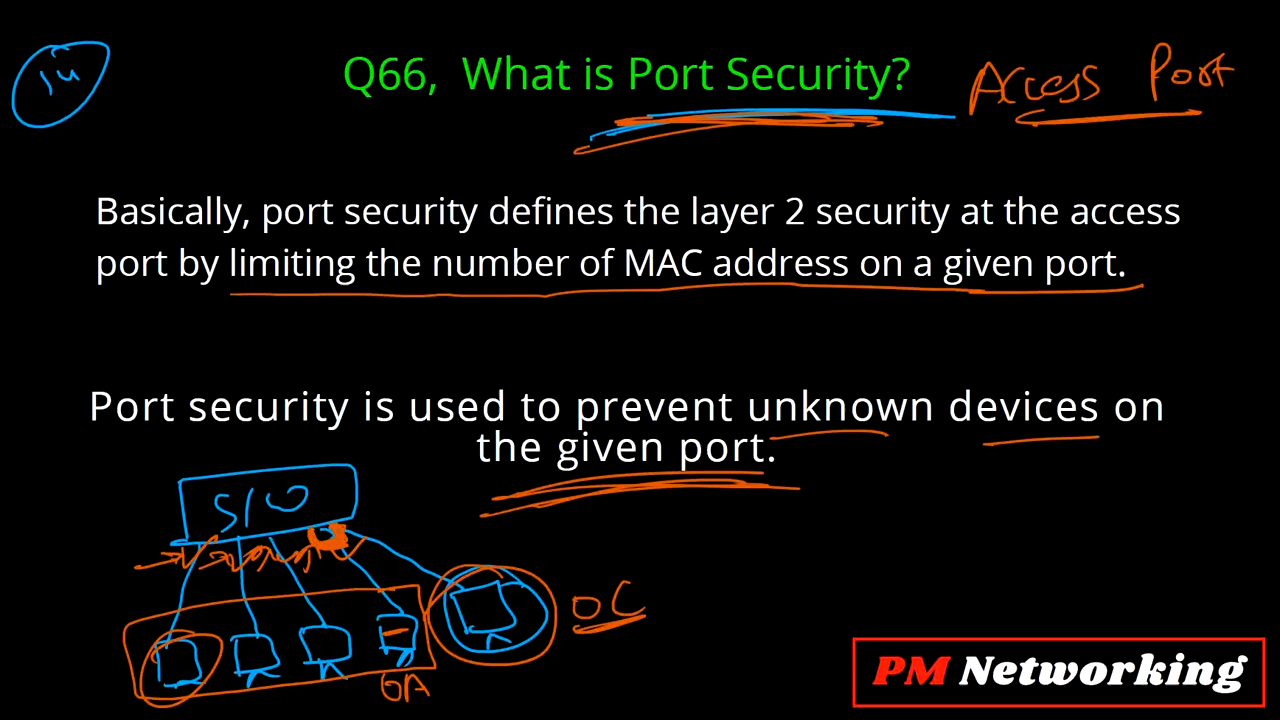 Q66, What is Port Security?
Access Port
Basically, port security defines the layer 2 security at the access
port by limiting the number of MAC address on a given port.
Port security is used to prevent unknown devices on
the given port.
S/W
PM Networking